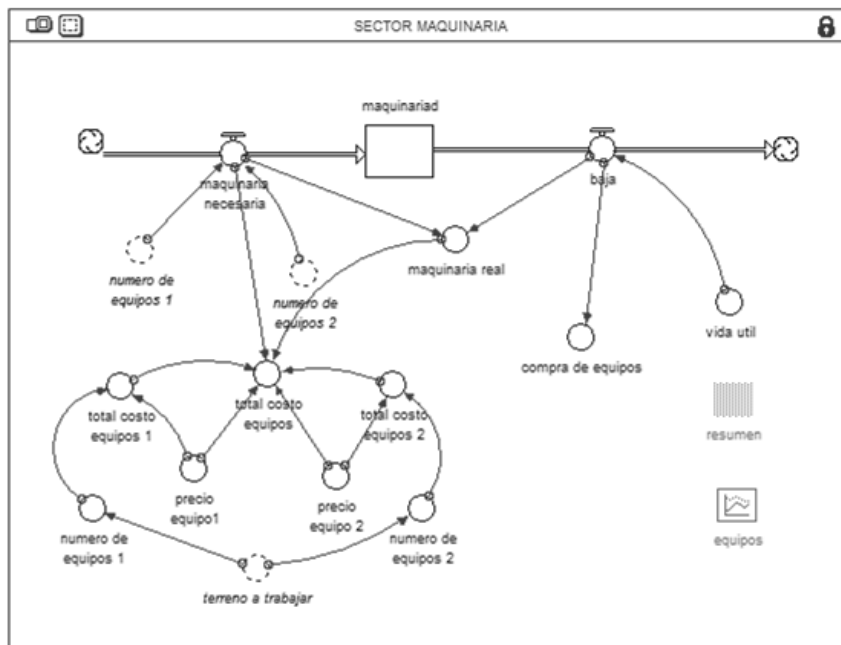 SECTOR MAQUINARIA
maquinariad
maquinaria
necesaria
baja
numero de
equipos 1
numero de
equipos 2
maquinaria real
vida util
compra de equipos
total costo
equipos 1
total costo
equipos
total costo
equipos 2
resumen
precio
equipo1
precio
equipo 2
numero de
equipos 1
numero de
equipos 2
equipos
terreno a trabajar